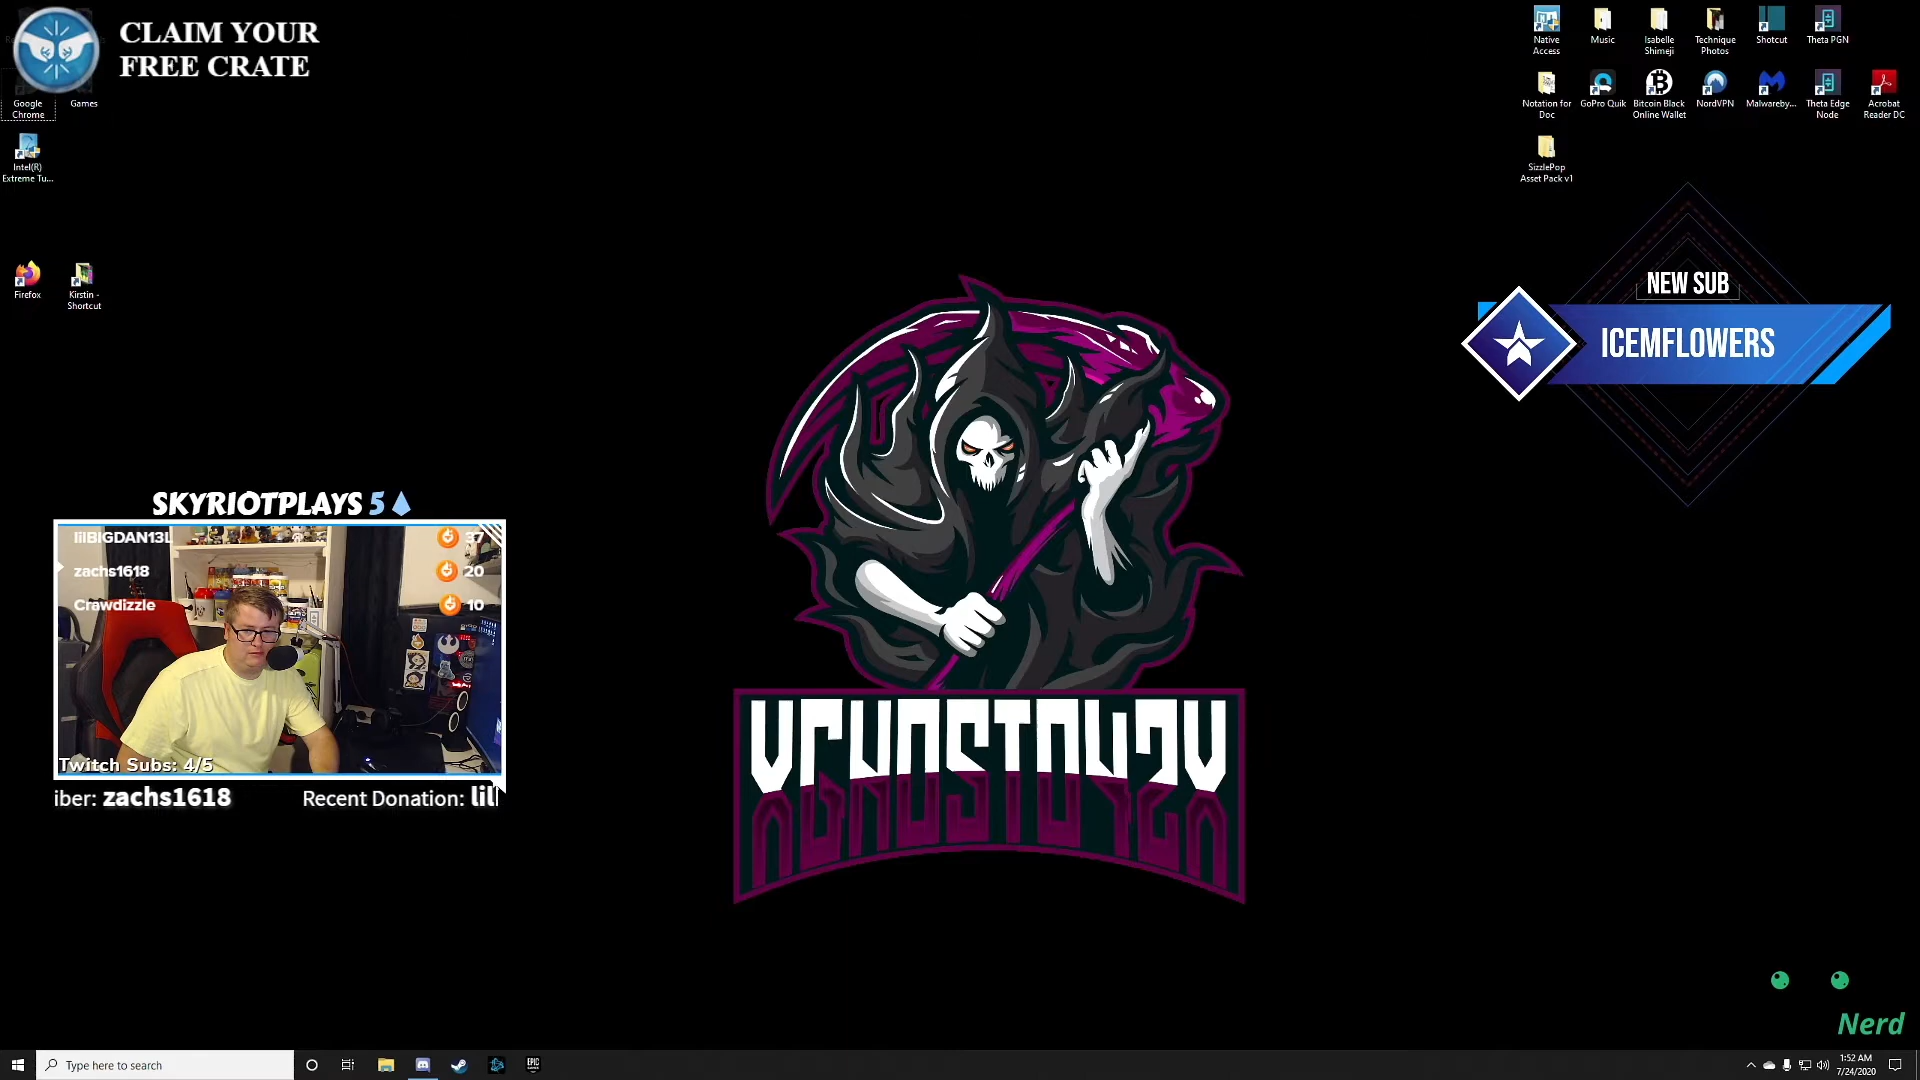 CLAIM YOUR
FREE CRATE
Google
Chrome
Games
Intel(R)
Extreme Tu...
Firefox
Kirstin -
Shortcut
Native
Access
Music
Isabelle
Shimeji
Technique
Photos
Shotcut
Theta PGN
Notation for
Doc
GoPro Quik
Bitcoin Black
Online Wallet
NordVPN
Malwareby...
Theta Edge
Node
Acrobat
Reader DC
SizzlePop
Asset Pack v1
NEW SUB
ICEMFLOWERS
SKYRIOTPLAYS 5
lilBIGDAN13L 37
zachs1618 20
Crawdizzle 10
Twitch Subs: 4/5
iber: zachs1618 Recent Donation: lil
Nerd
Type here to search
EPIC
GAMES
1:52 AM
7/24/2020